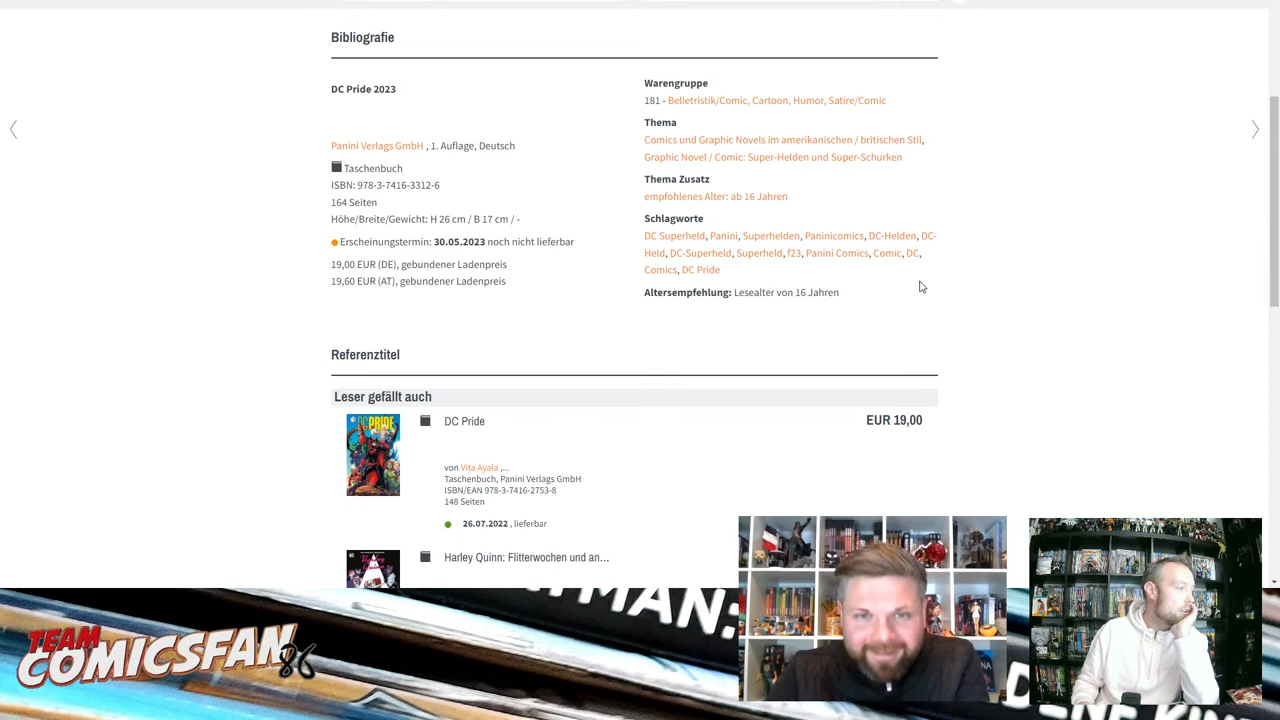 Bibliografie
DC Pride 2023
Panini Verlags GmbH , 1. Auflage, Deutsch
Taschenbuch
ISBN: 978-3-7416-3312-6
164 Seiten
Höhe/Breite/Gewicht: H 26 cm / B 17 cm / -
Erscheinungstermin: 30.05.2023 noch nicht lieferbar
19,00 EUR (DE), gebundener Ladenpreis
19,60 EUR (AT), gebundener Ladenpreis
Warengruppe
181 - Belletristik/Comic, Cartoon, Humor, Satire/Comic
Thema
Comics und Graphic Novels im amerikanischen / britischen Stil,
Graphic Novel / Comic: Super-Helden und Super-Schurken
Thema Zusatz
empfohlenes Alter: ab 16 Jahren
Schlagworte
DC Superheld, Panini, Superhelden, Paninicomics, DC-Helden, DC-
Held, DC-Superheld, Superheld, f23, Panini Comics, Comic, DC,
Comics, DC Pride
Altersempfehlung: Lesealter von 16 Jahren
Referenztitel
Leser gefällt auch
DC PRIDE
DC Pride
EUR 19,00
von Vita Ayala ,...
Taschenbuch, Panini Verlags GmbH
ISBN/EAN 978-3-7416-2753-8
148 Seiten
26.07.2022 , lieferbar
Harley Quinn: Flitterwochen und an...
TEAM
COMICSFAN
86